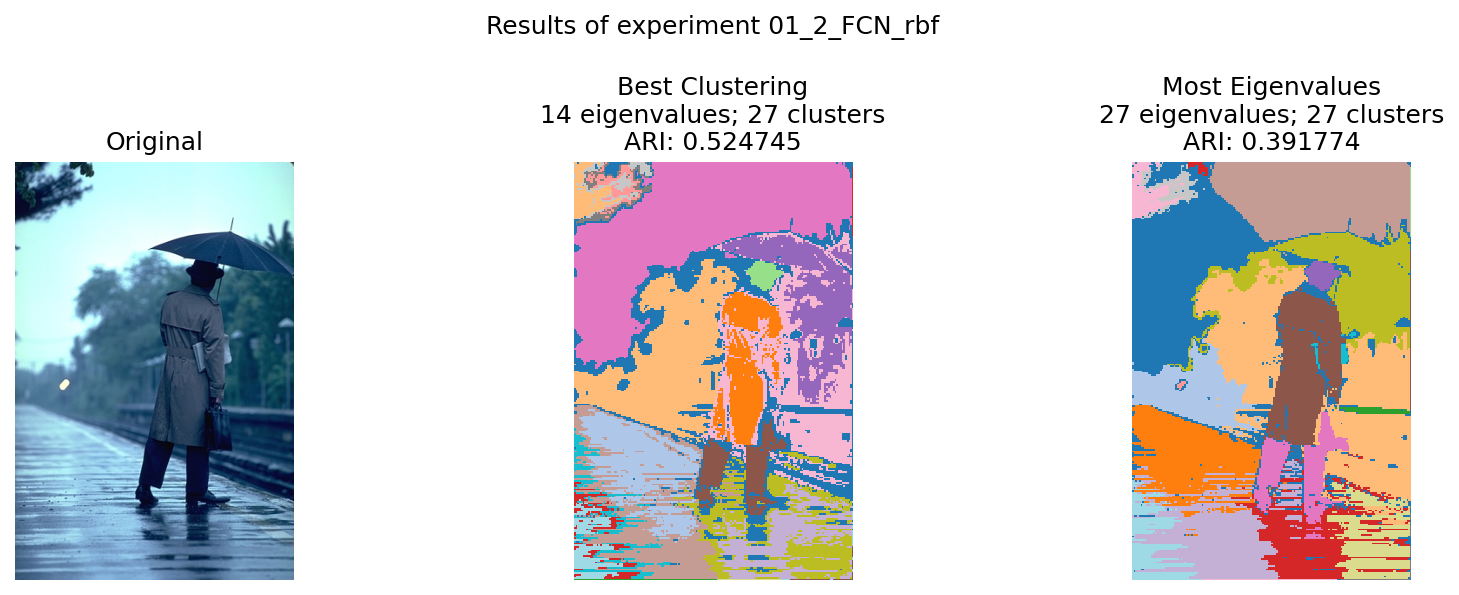 Results of experiment 01_2_FCN_rbf
Original
Best Clustering
14 eigenvalues; 27 clusters
ARI: 0.524745
Most Eigenvalues
27 eigenvalues; 27 clusters
ARI: 0.391774